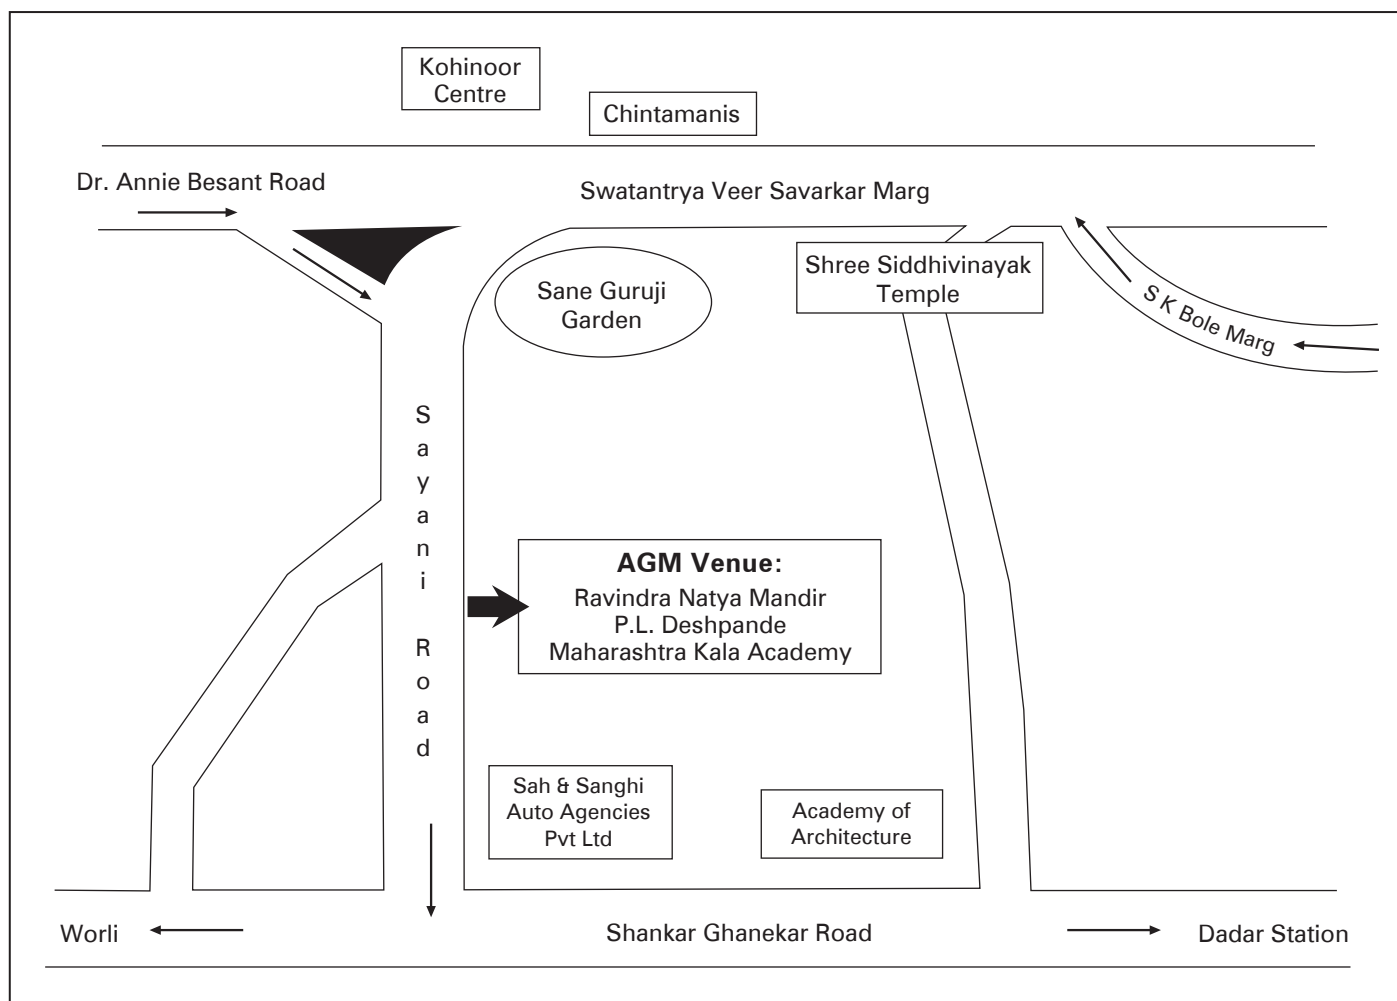 Kohinoor
Centre
Chintamanis
Dr. Annie Besant Road
Swatantrya Veer Savarkar Marg
Shree Siddhivinayak
Temple
Sane Guruji
Garden
S K Bole Marg
Sayani Road
AGM Venue:
Ravindra Natya Mandir
P.L. Deshpande
Maharashtra Kala Academy
Sah & Sanghi
Auto Agencies
Pvt Ltd
Academy of
Architecture
Worli
Shankar Ghanekar Road
Dadar Station